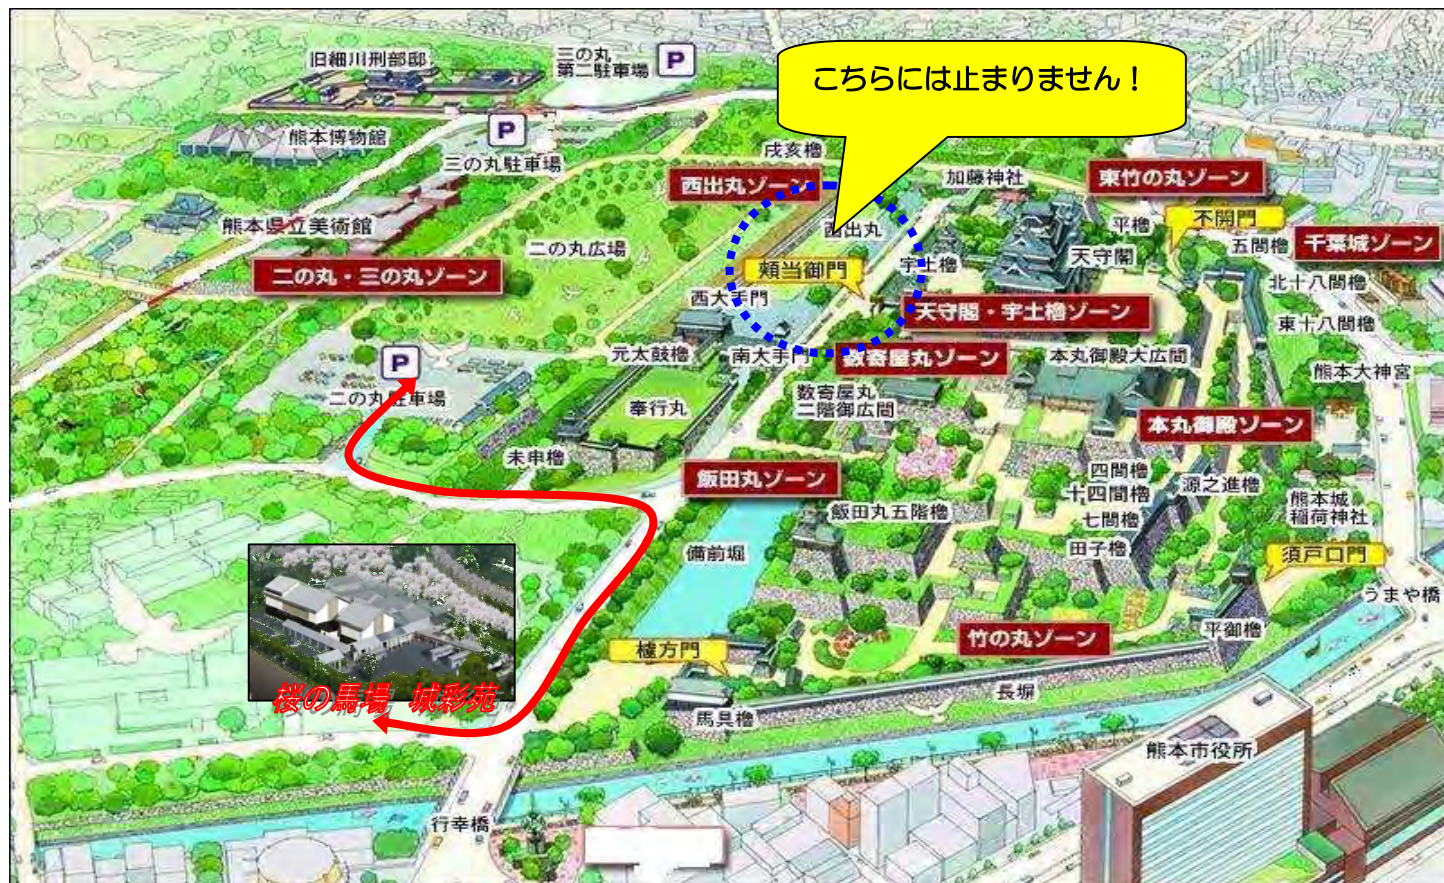 こちらには止まりません！
旧細川刑部邸
三の丸
第二駐車場
P
熊本博物館
P
三の丸駐車場
戌亥櫓
西出丸ゾーン
加藤神社
東竹の丸ゾーン
熊本県立美術館
二の丸広場
西出丸
平櫓
不開門
五間櫓
千葉城ゾーン
二の丸・三の丸ゾーン
頬当御門
宇土櫓
天守閣
北十八間櫓
西大手門
天守閣・宇土櫓ゾーン
東十八間櫓
P
二の丸駐車場
元太鼓櫓
南大手門
数寄屋丸ゾーン
本丸御殿大広間
熊本大神宮
奉行丸
数寄屋丸
二階御広間
本丸御殿ゾーン
未申櫓
飯田丸ゾーン
四間櫓
十四間櫓
七間櫓
田子櫓
源之進櫓
熊本城
稲荷神社
飯田丸五階櫓
備前堀
須戸口門
うまや橋
平御櫓
竹の丸ゾーン
櫨方門
桜の馬場 城彩苑
長塀
馬具櫓
熊本市役所
行幸橋